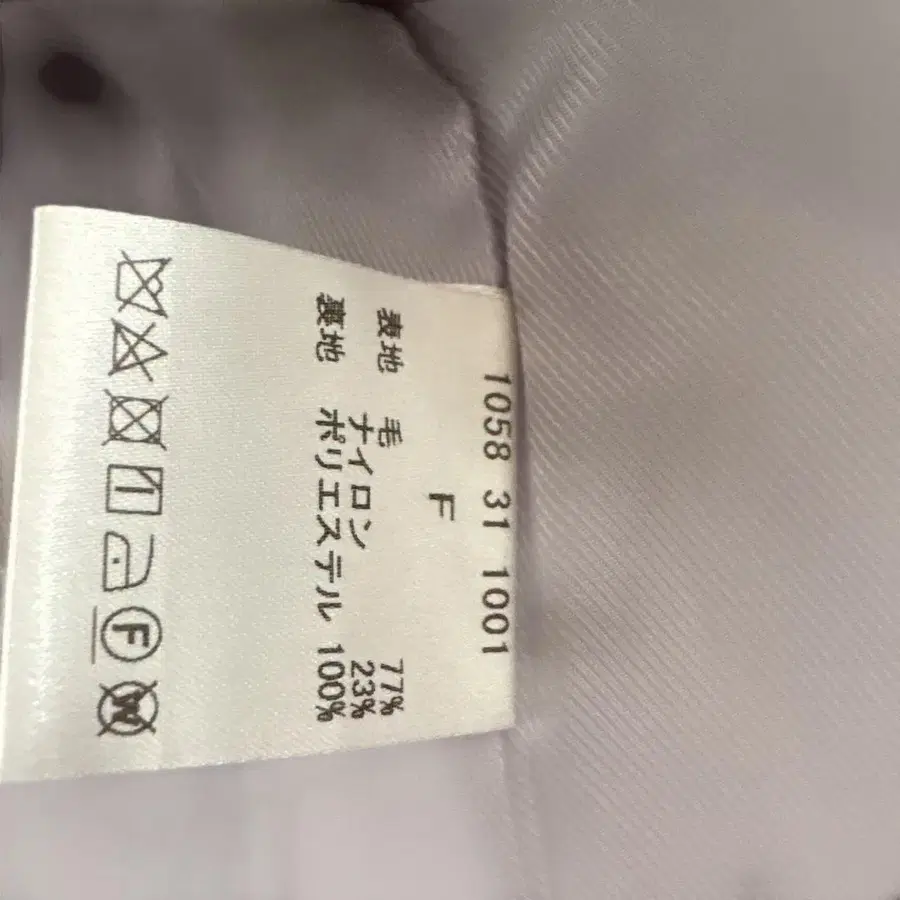 1058 31 1001
F
表地 毛 77%
ナイロン 23%
裏地 ポリエステル 100%
F W